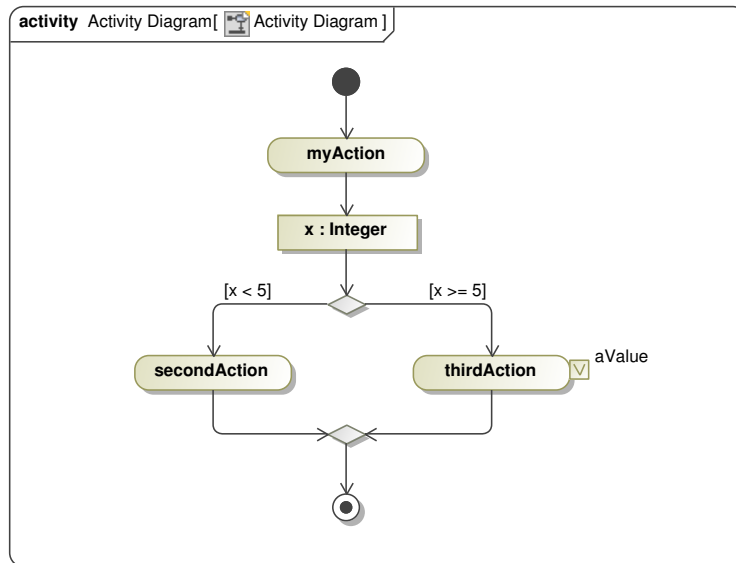 activity Activity Diagram[ Activity Diagram ]
myAction
x : Integer
[x < 5]
[x >= 5]
secondAction
thirdAction
V
aValue